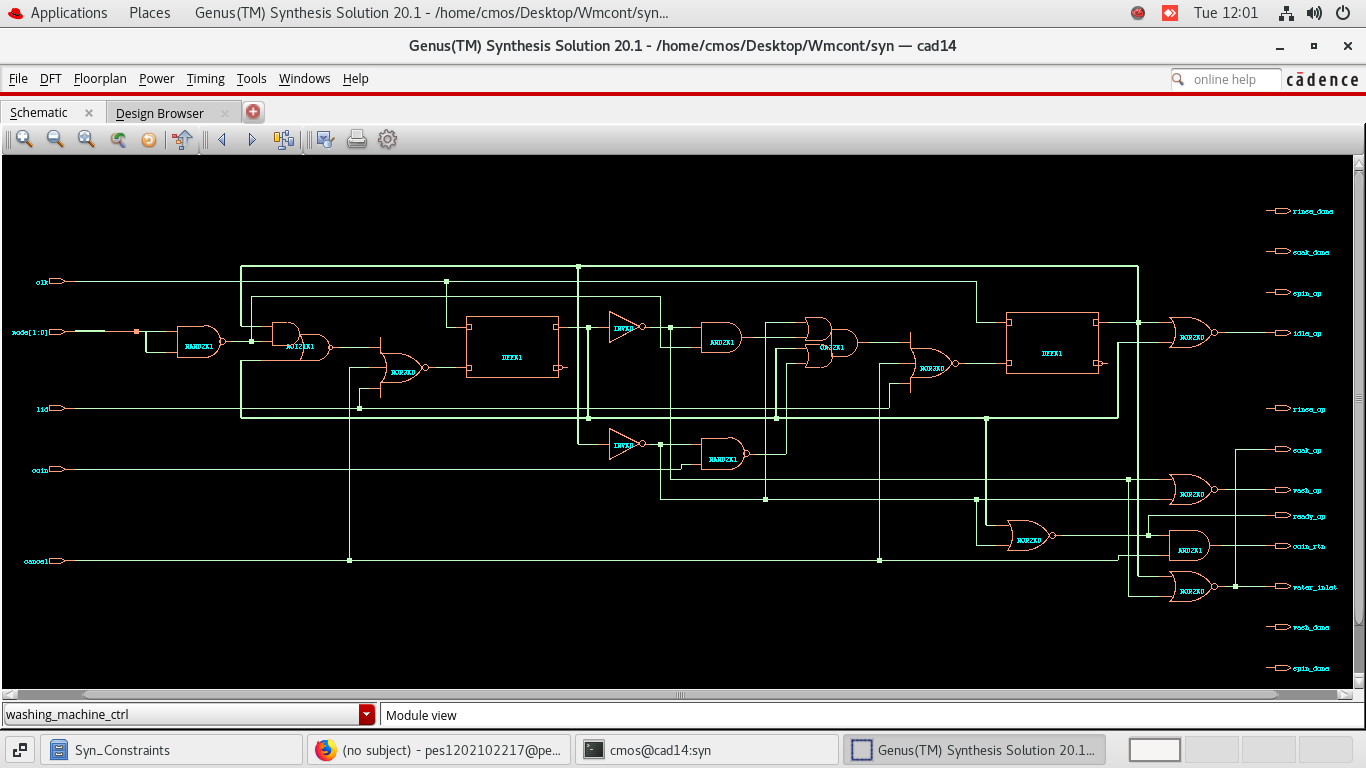 Applications Places Genus(TM) Synthesis Solution 20.1 - /home/cmos/Desktop/Wmcont/syn... Tue 12:01
Genus(TM) Synthesis Solution 20.1 - /home/cmos/Desktop/Wmcont/syn — cad14
File DFT Floorplan Power Timing Tools Windows Help online help cādence
Schematic Design Browser
rinse_done
soak_done
clk
spin_op
mode[1:0] NAND2X1 AOI21X1 INVX0 AND2X1 OA22X1 NOR2X0 idle_op
DFFX1 DFFX1
NOR3X0 NOR3X0
lid rinse_op
INVX0 NAND2X1 soak_op
coin
NOR2X0 wash_op
ready_op
NOR2X0 AND2X1 coin_rtn
cancel
NOR2X0 water_inlet
wash_done
spin_done
washing_machine_ctrl Module view
Syn_Constraints (no subject) - pes1202102217@pe... cmos@cad14:syn Genus(TM) Synthesis Solution 20.1...